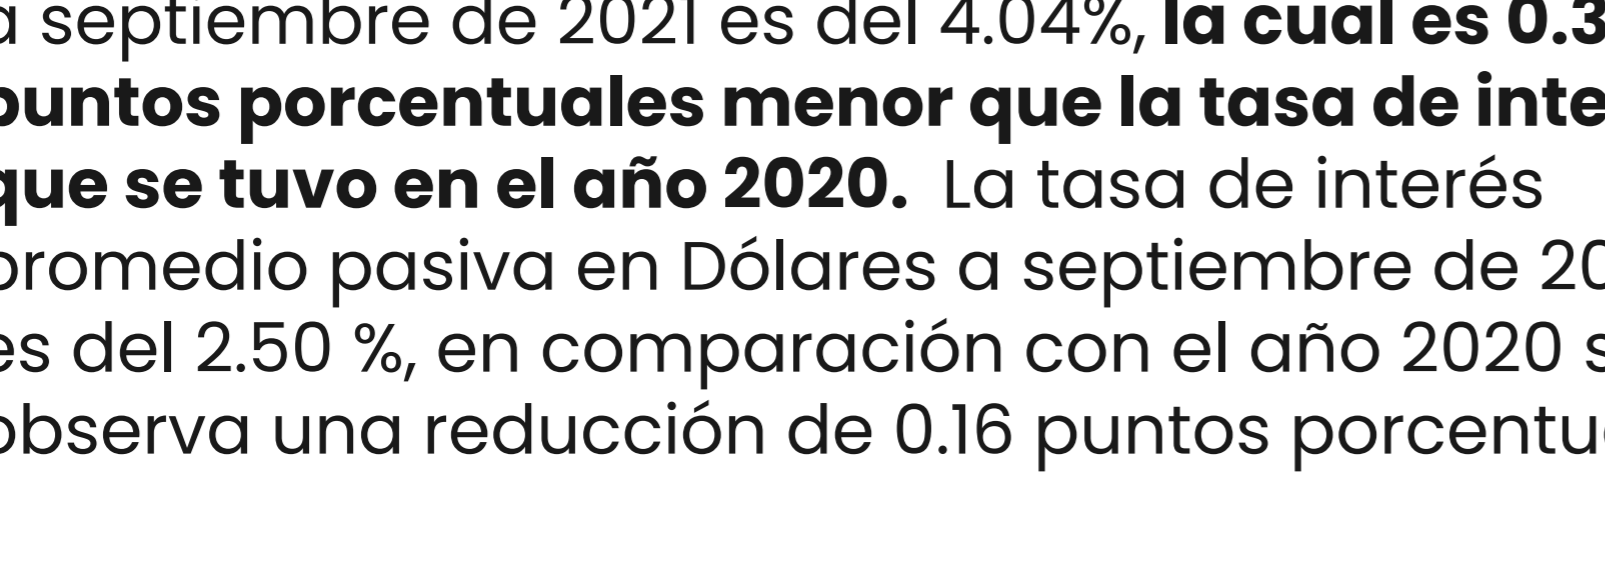 a septiembre de 2021 es del 4.04%, la cual es 0.3
puntos porcentuales menor que la tasa de inte
que se tuvo en el año 2020. La tasa de interés
promedio pasiva en Dólares a septiembre de 20
es del 2.50 %, en comparación con el año 2020 s
observa una reducción de 0.16 puntos porcentu